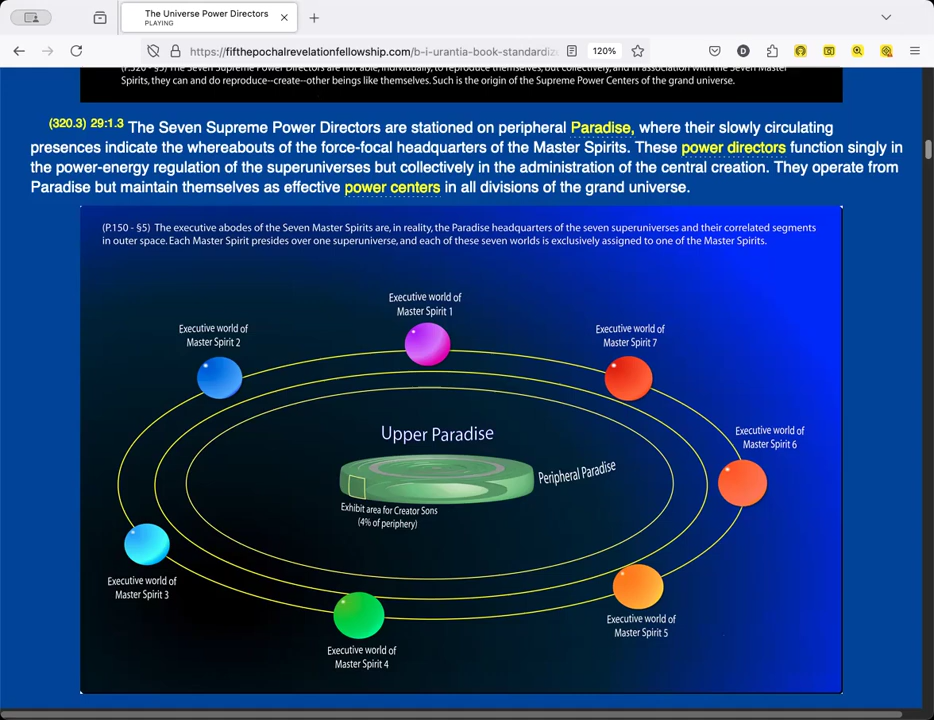 The Universe Power Directors
PLAYING
https://fifthepochalrevelationfellowship.com/b-i-urantia-book-standardiz
120%
Spirits, they can and do reproduce--create--other beings like themselves. Such is the origin of the Supreme Power Centers of the grand universe.
(320.3) 29:1.3 The Seven Supreme Power Directors are stationed on peripheral Paradise, where their slowly circulating
presences indicate the whereabouts of the force-focal headquarters of the Master Spirits. These power directors function singly in
the power-energy regulation of the superuniverses but collectively in the administration of the central creation. They operate from
Paradise but maintain themselves as effective power centers in all divisions of the grand universe.
(P.150 - §5) The executive abodes of the Seven Master Spirits are, in reality, the Paradise headquarters of the seven superuniverses and their correlated segments
in outer space. Each Master Spirit presides over one superuniverse, and each of these seven worlds is exclusively assigned to one of the Master Spirits.
Executive world of
Master Spirit 1
Executive world of
Master Spirit 2
Executive world of
Master Spirit 7
Executive world of
Master Spirit 6
Upper Paradise
Peripheral Paradise
Exhibit area for Creator Sons
(4% of periphery)
Executive world of
Master Spirit 3
Executive world of
Master Spirit 5
Executive world of
Master Spirit 4